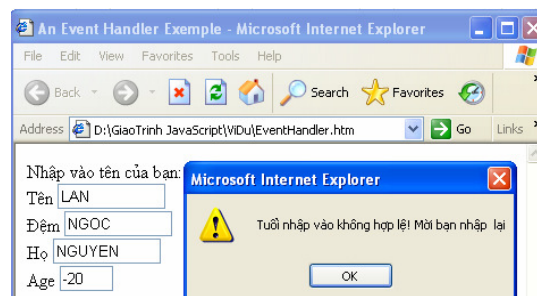 An Event Handler Exemple - Microsoft Internet Explorer
File Edit View Favorites Tools Help
Back Search Favorites
Address D:\GiaoTrinh JavaScript\ViDu\EventHandler.htm Go Links
Nhập vào tên của bạn:
Tên LAN
Đệm NGOC
Họ NGUYEN
Age -20
Microsoft Internet Explorer
Tuổi nhập vào không hợp lệ! Mời bạn nhập lại
OK